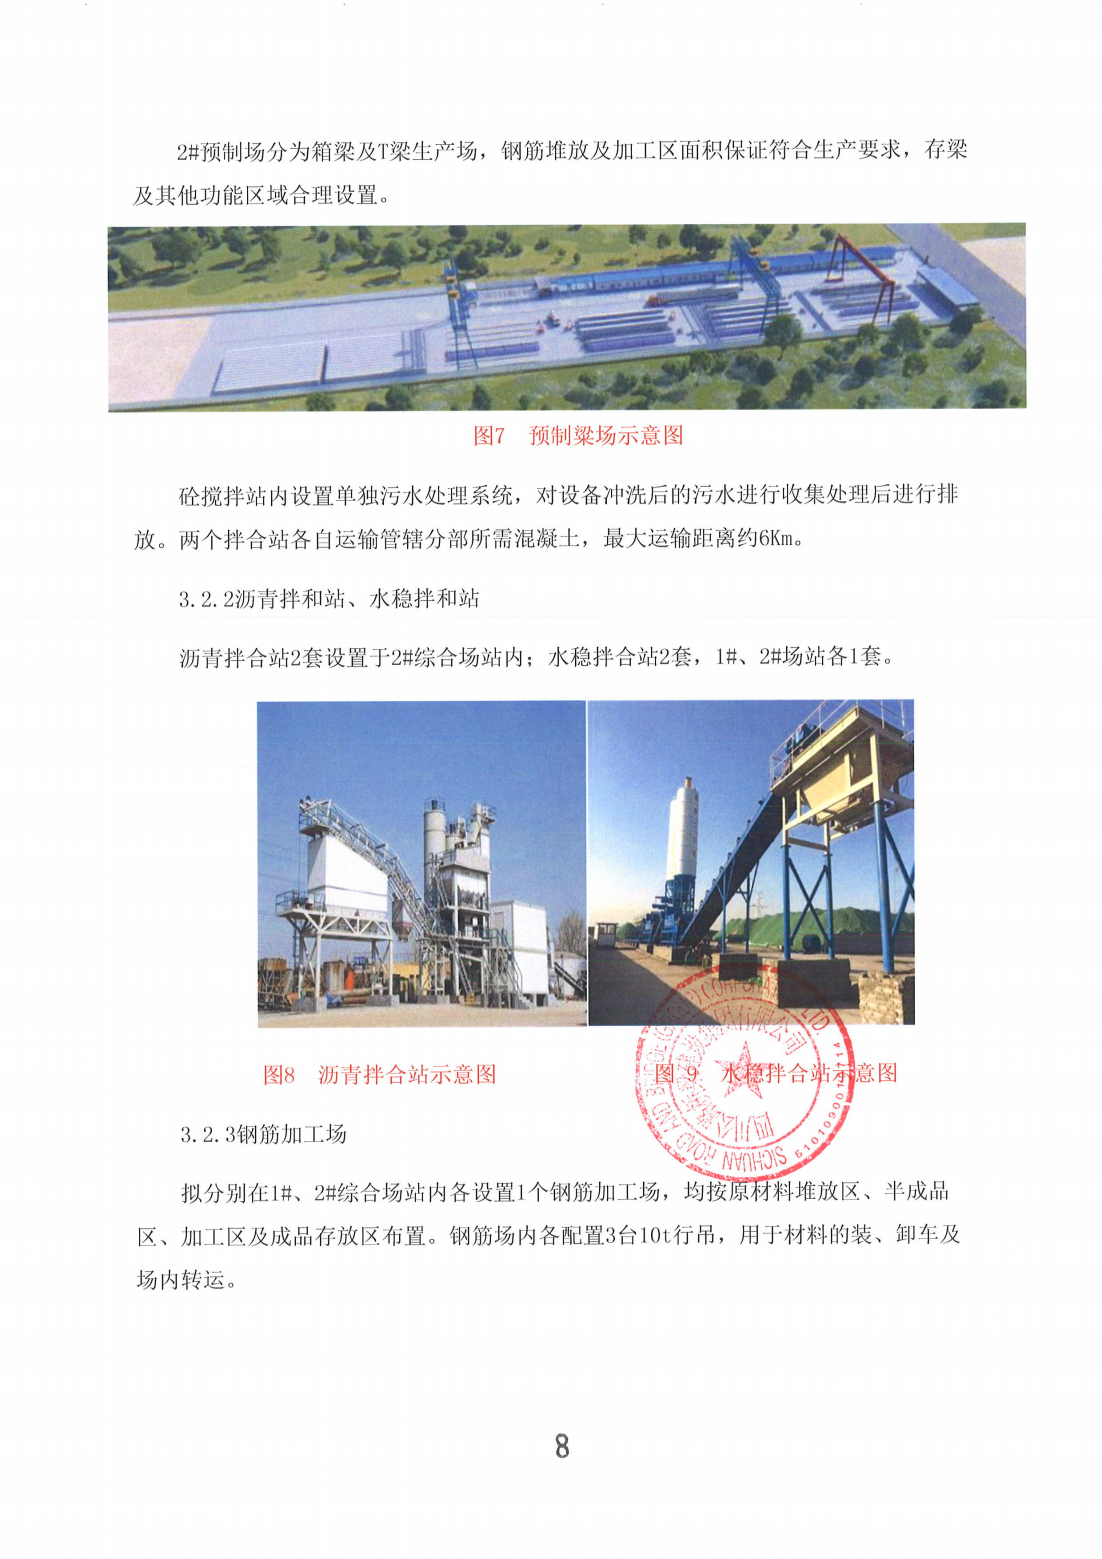 2#预制场分为箱梁及T梁生产场，钢筋堆放及加工区面积保证符合生产要求，存梁
及其他功能区域合理设置。
图7 预制梁场示意图
砼搅拌站内设置单独污水处理系统，对设备冲洗后的污水进行收集处理后进行排
放。两个拌合站各自运输管辖分部所需混凝土，最大运输距离约6Km。
3.2.2沥青拌和站、水稳拌和站
沥青拌合站2套设置于2#综合场站内；水稳拌合站2套，1#、2#场站各1套。
图8 沥青拌合站示意图
图 9 水稳拌合站示意图
SICHUAN ROAD AND BRIDGE
CORPORATION LTD.
3.2.3钢筋加工场
拟分别在1#、2#综合场站内各设置1个钢筋加工场，均按原材料堆放区、半成品
区、加工区及成品存放区布置。钢筋场内各配置3台10t行吊，用于材料的装、卸车及
场内转运。
8